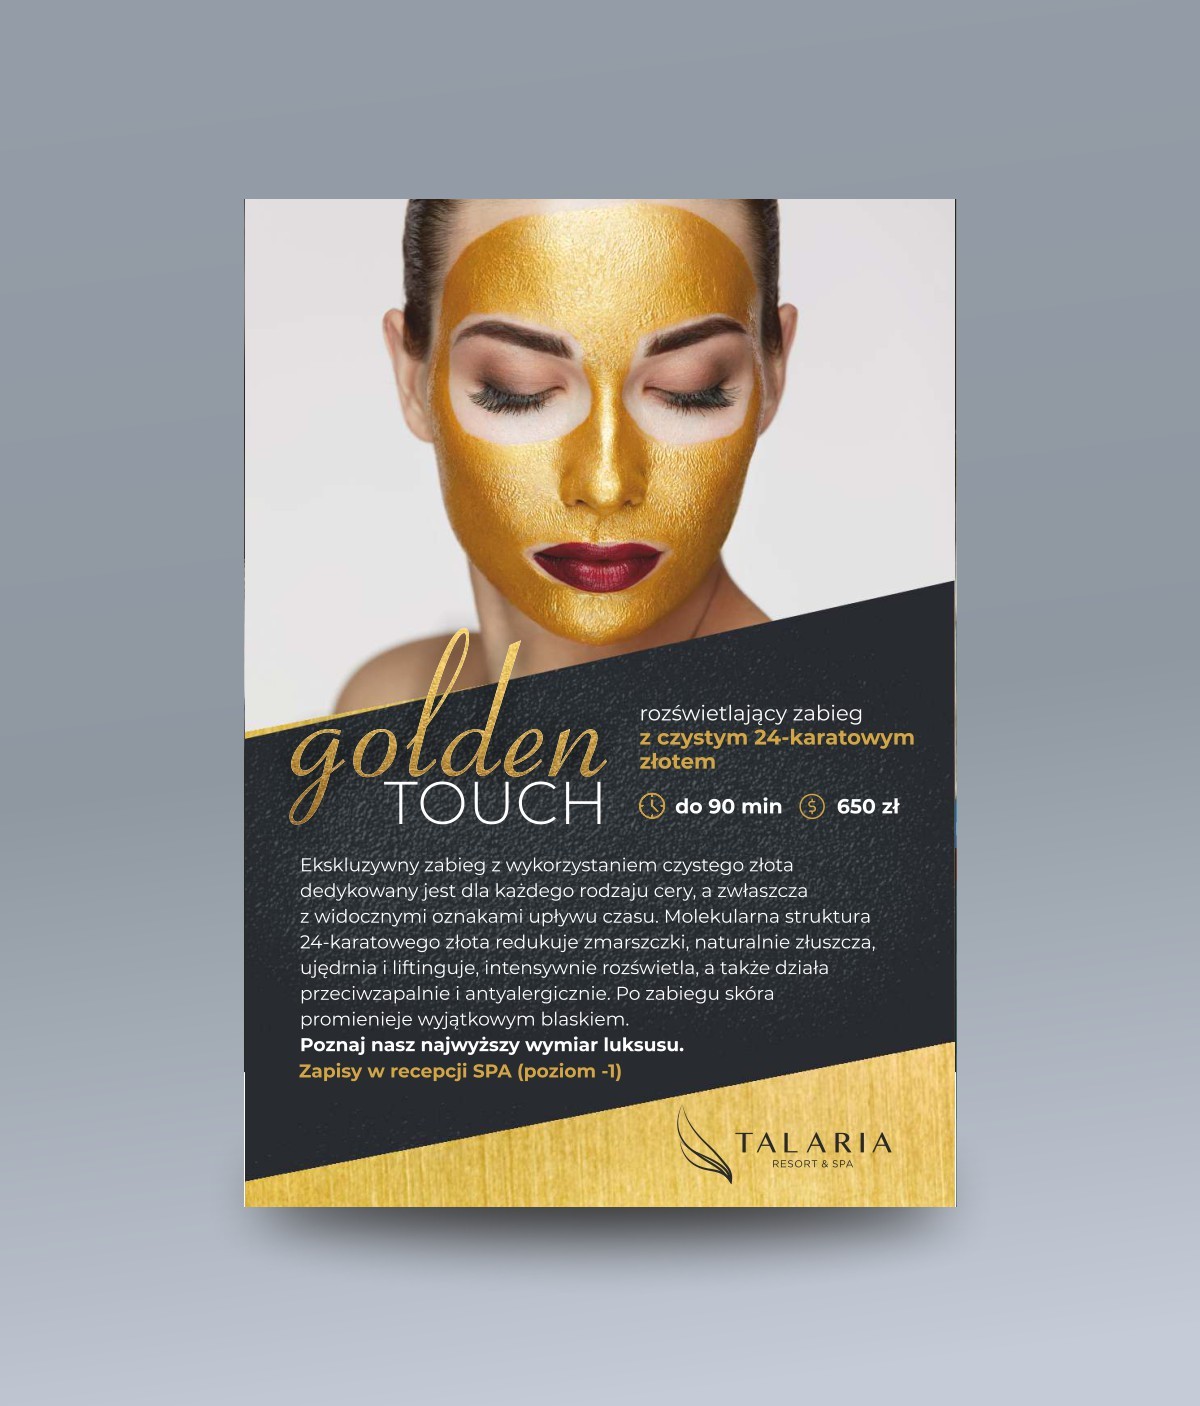 golden
TOUCH
rozświetlający zabieg
z czystym 24-karatowym
złotem
do 90 min $ 650 zł
Ekskluzywny zabieg z wykorzystaniem czystego złota
dedykowany jest dla każdego rodzaju cery, a zwłaszcza
z widocznymi oznakami upływu czasu. Molekularna struktura
24-karatowego złota redukuje zmarszczki, naturalnie złuszcza,
ujędrnia i liftinguje, intensywnie rozświetla, a także działa
przeciwzapalnie i antyalergicznie. Po zabiegu skóra
promienieje wyjątkowym blaskiem.
Poznaj nasz najwyższy wymiar luksusu.
Zapisy w recepcji SPA (poziom -1)
TALARIA
RESORT & SPA